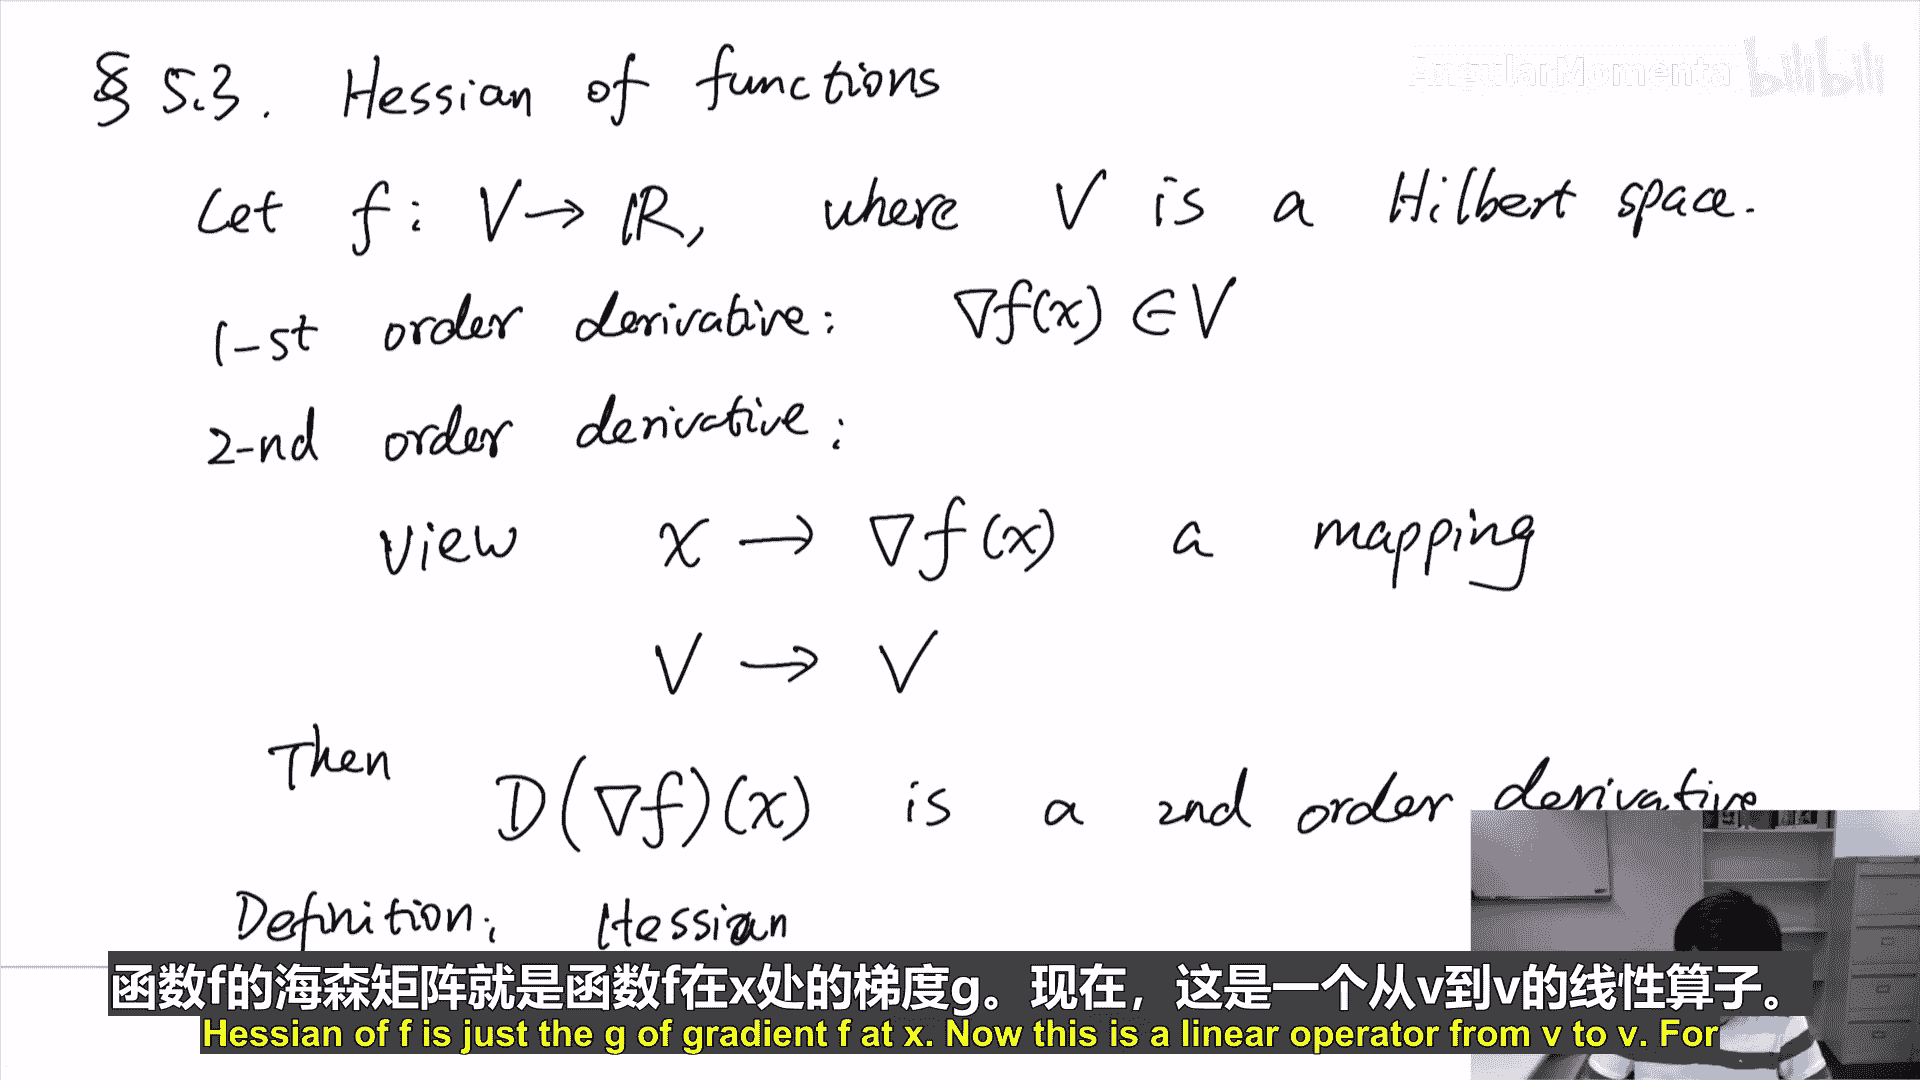 § 5.3. Hessian of functions
AngularMomenta bilibili
Let f: V → ℝ, where V is a Hilbert space.
1-st order derivative: ∇f(x) ∈ V
2-nd order derivative:
view x → ∇f(x) a mapping
V → V
Then D(∇f)(x) is a 2nd order derivative
Definition: Hessian
函数f的海森矩阵就是函数f在x处的梯度g。现在，这是一个从v到v的线性算子。
Hessian of f is just the g of gradient f at x. Now this is a linear operator from v to v. For